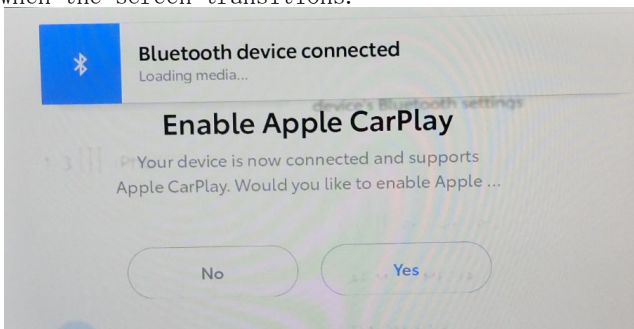 when the screen transitions.
Bluetooth device connected
Loading media...
device's Bluetooth settings
Enable Apple CarPlay
Your device is now connected and supports
Apple CarPlay. Would you like to enable Apple ...
No
Yes